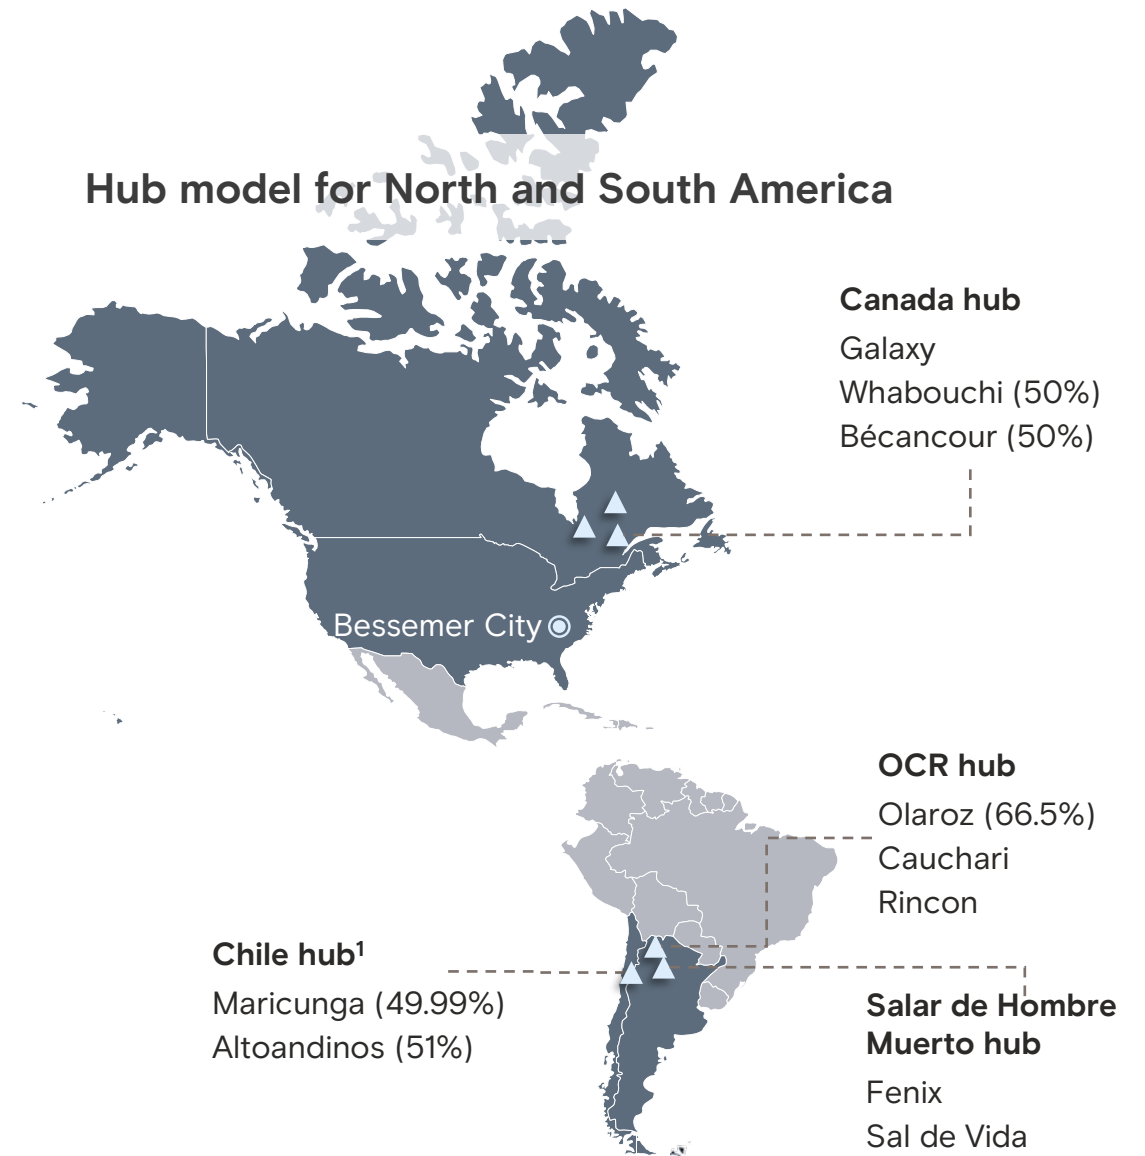 Hub model for North and South America
Canada hub
Galaxy
Whabouchi (50%)
Bécancour (50%)
Bessemer City
OCR hub
Olaroz (66.5%)
Cauchari
Rincon
Chile hub¹
Maricunga (49.99%)
Altoandinos (51%)
Salar de Hombre
Muerto hub
Fenix
Sal de Vida